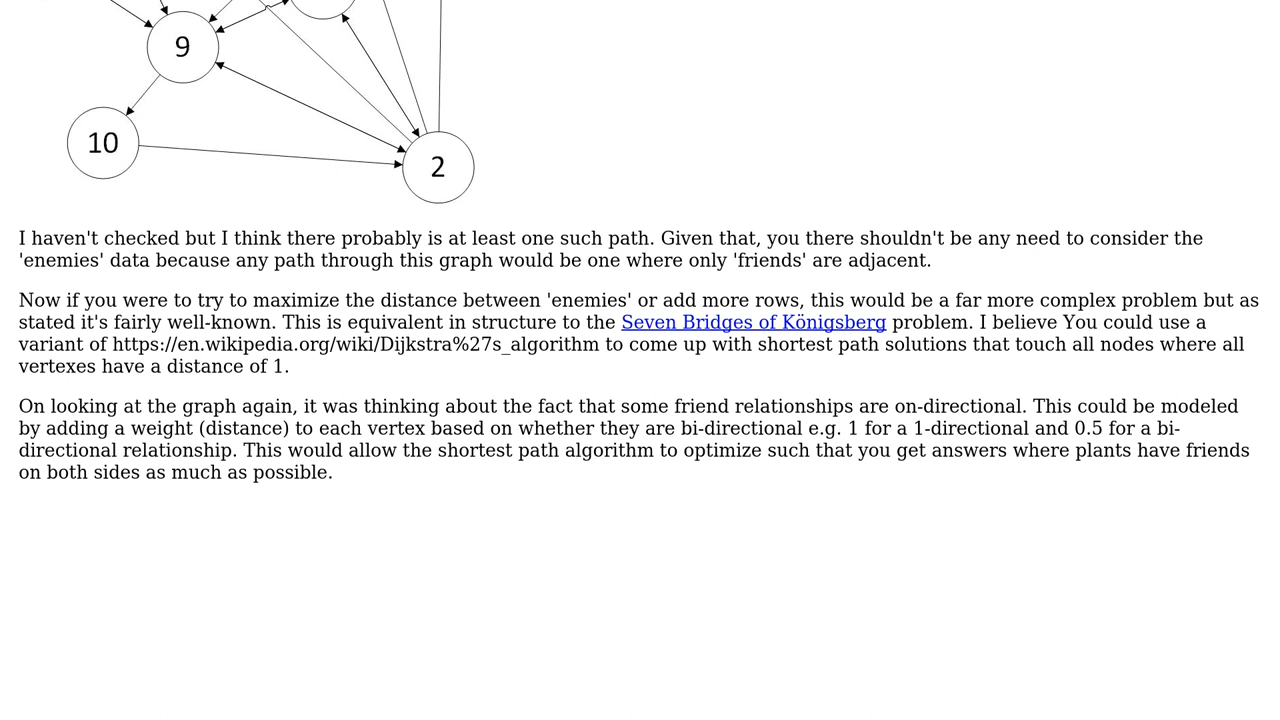 9
10
2
I haven't checked but I think there probably is at least one such path. Given that, you there shouldn't be any need to consider the
'enemies' data because any path through this graph would be one where only 'friends' are adjacent.
Now if you were to try to maximize the distance between 'enemies' or add more rows, this would be a far more complex problem but as
stated it's fairly well-known. This is equivalent in structure to the Seven Bridges of Königsberg problem. I believe You could use a
variant of https://en.wikipedia.org/wiki/Dijkstra%27s_algorithm to come up with shortest path solutions that touch all nodes where all
vertexes have a distance of 1.
On looking at the graph again, it was thinking about the fact that some friend relationships are on-directional. This could be modeled
by adding a weight (distance) to each vertex based on whether they are bi-directional e.g. 1 for a 1-directional and 0.5 for a bi-
directional relationship. This would allow the shortest path algorithm to optimize such that you get answers where plants have friends
on both sides as much as possible.